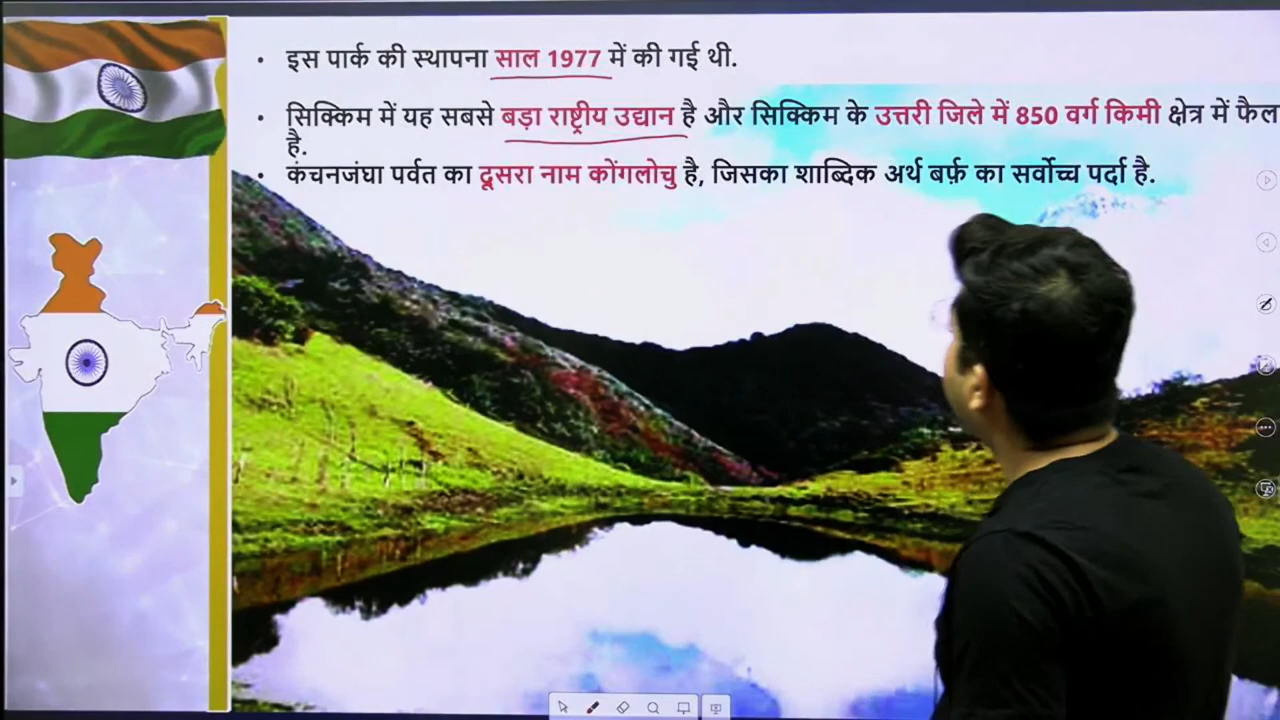 इस पार्क की स्थापना साल 1977 में की गई थी.
सिक्किम में यह सबसे बड़ा राष्ट्रीय उद्यान है और सिक्किम के उत्तरी जिले में 850 वर्ग किमी क्षेत्र में फैल
है.
कंचनजंघा पर्वत का दूसरा नाम कोंगलोचु है, जिसका शाब्दिक अर्थ बर्फ़ का सर्वोच्च पर्दा है.